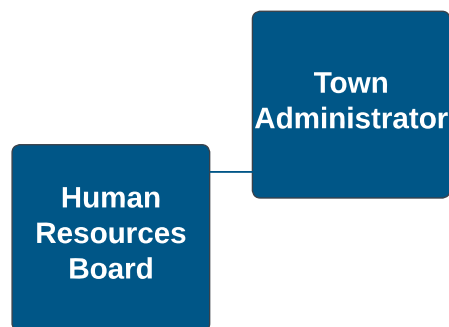 Town
Administrator
Human
Resources
Board